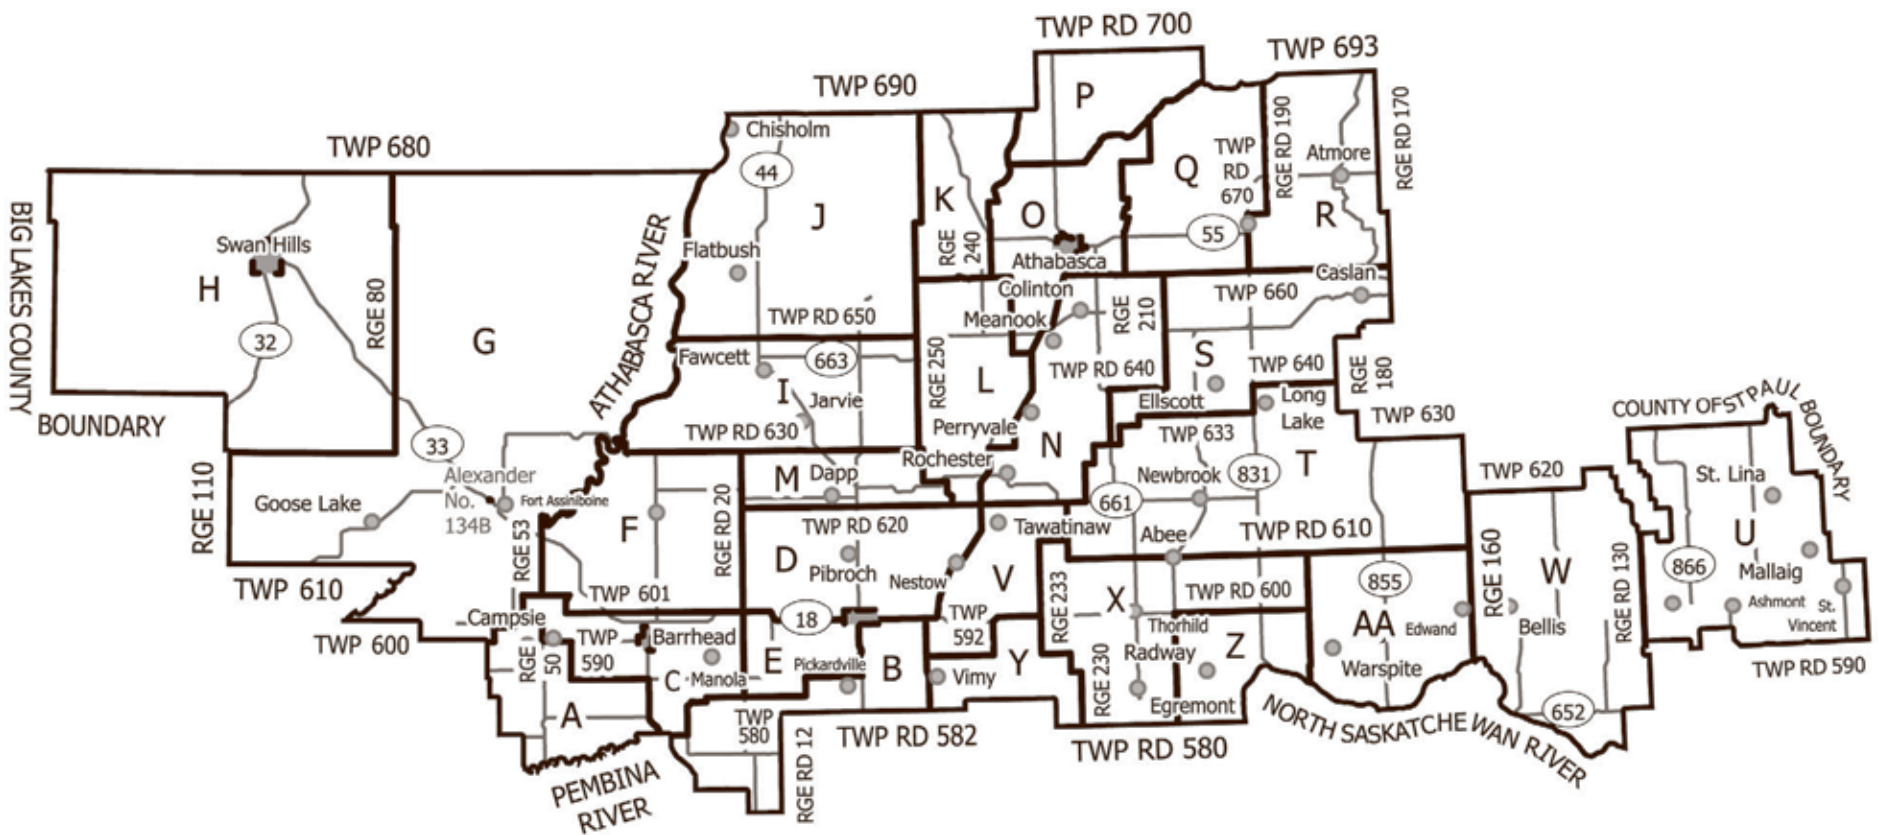 TWP RD 700
TWP 693
TWP 690
P
RGE RD 190
RGE RD 170
Chisholm
TWP 680
44
TWP
RD
670
Atmore
Q
K
J
O
R
BIG LAKES COUNTY
BOUNDARY
Swan Hills
H
32
RGE 80
G
ATHABASCA RIVER
Flatbush
RGE
240
55
Athabasca
Caslan
Colinton
TWP 660
TWP RD 650
Meanook
RGE
210
Fawcett
663
S
RGE 250
TWP RD 640
TWP 640
RGE
180
I
Jarvie
L
Ellscott
Long
Lake
COUNTY OF ST PAUL BOUNDARY
TWP 630
TWP RD 630
Perryvale
N
TWP 633
33
Rochester
RGE 110
Alexander
No.
134B
Goose Lake
Fort Assiniboine
M
Dapp
Newbrook
831
T
TWP 620
St. Lina
661
F
RGE RD 20
TWP RD 620
Tawatinaw
Abee
TWP RD 610
U
RGE 53
D
Pibroch
Nestow
V
RGE 233
855
RGE 160
W
RGE RD 130
866
Mallaig
TWP 610
TWP 601
X
TWP RD 600
Ashmont
St.
Vincent
Campsie
18
TWP
592
Thorhild
AA
Edwand
Bellis
TWP 600
TWP
590
Barrhead
E
Pickardville
B
Y
Radway
Z
Warspite
TWP RD 590
RGE
50
C
Manola
Vimy
RGE 230
Egremont
A
TWP
580
RGE RD 12
TWP RD 582
TWP RD 580
NORTH SASKATCHEWAN RIVER
652
PEMBINA
RIVER